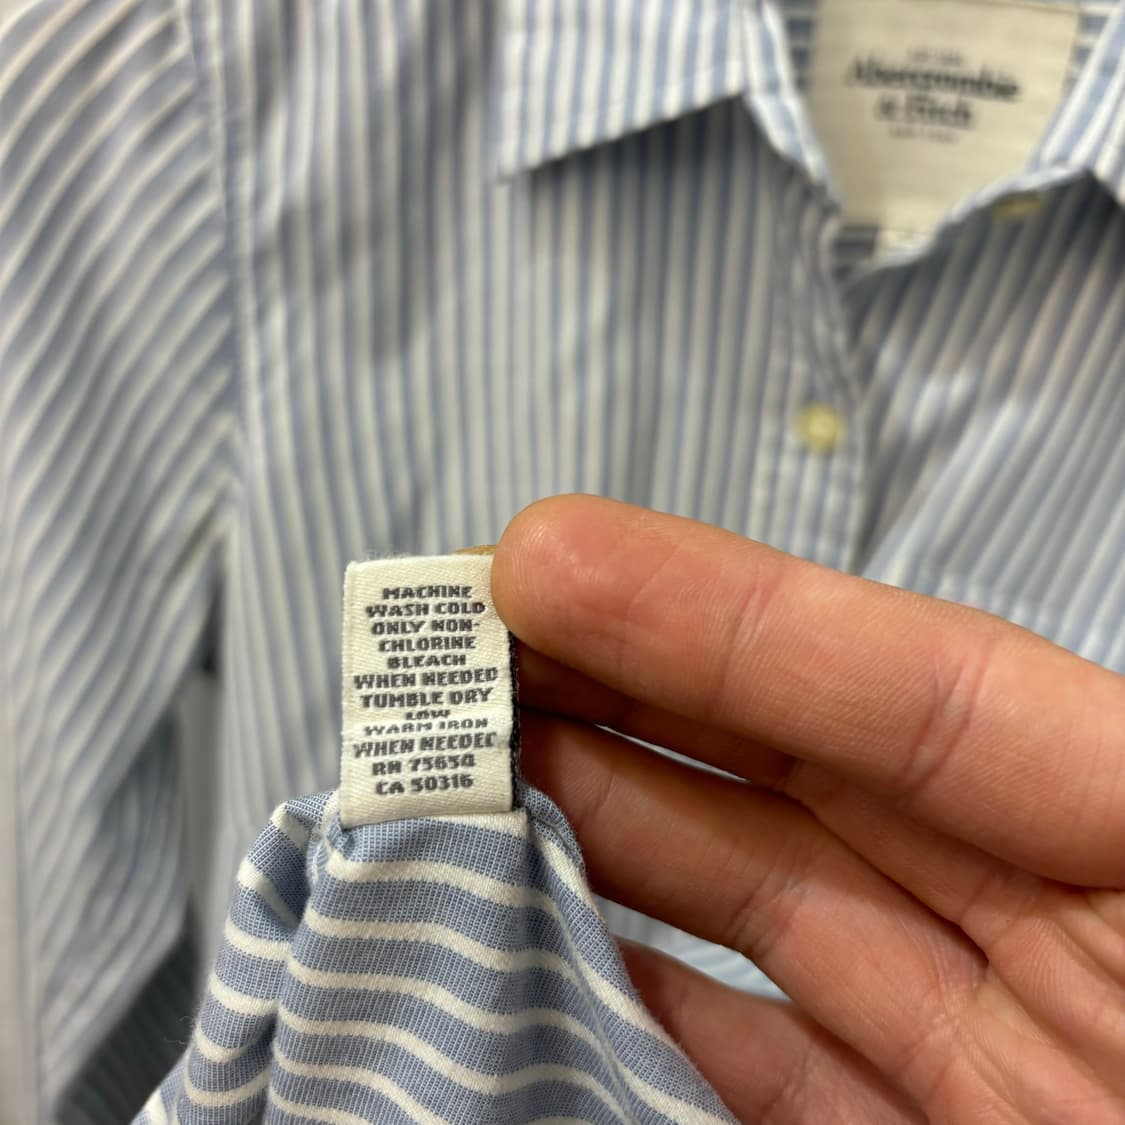 Abercrombie
& Fitch
MACHINE
WASH COLD
ONLY NON-
CHLORINE
BLEACH
WHEN NEEDED
TUMBLE DRY
LOW
WARM IRON
WHEN NEEDED
RN 75654
CA 50316